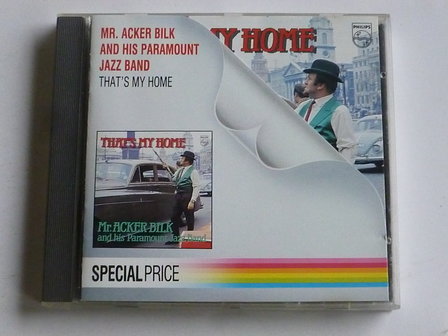 MR. ACKER BILK
AND HIS PARAMOUNT
JAZZ BAND
THAT'S MY HOME
MY HOME
PHILIPS
THAT'S MY HOME
Mr. ACKER BILK
and his Paramount Jazz Band
SPECIAL PRICE